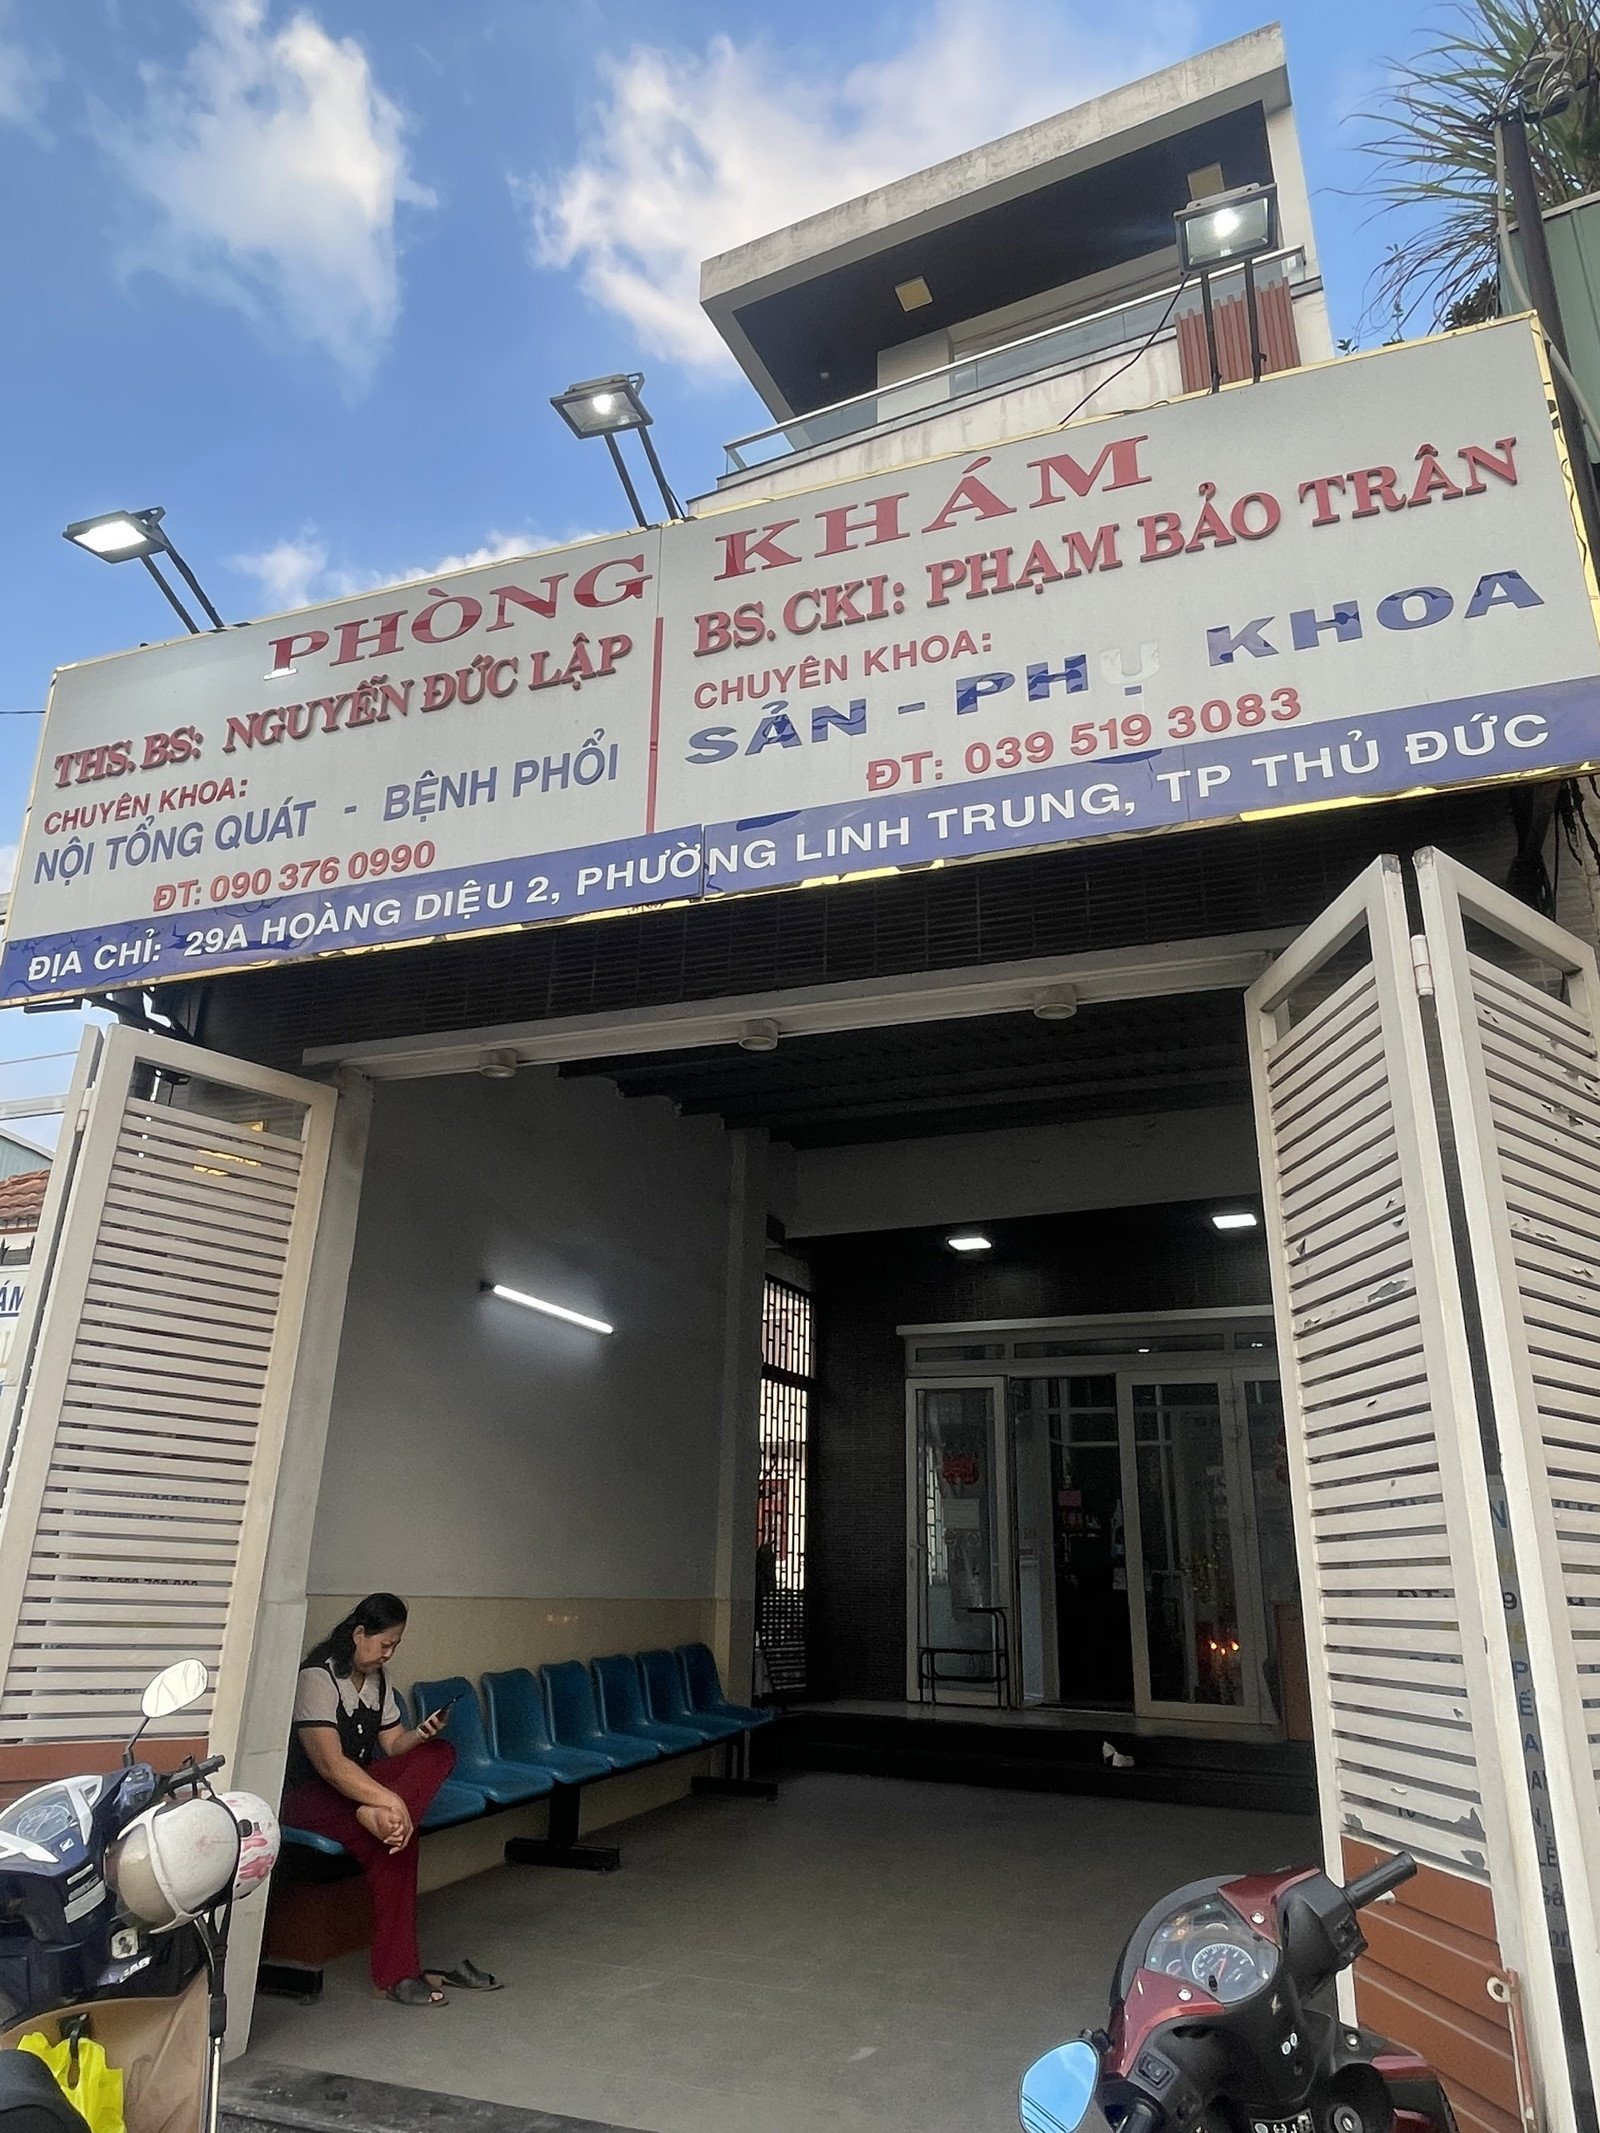 PHÒNG KHÁM
THS.BS: NGUYỄN ĐỨC LẬP
CHUYÊN KHOA:
NỘI TỔNG QUÁT - BỆNH PHỔI
ĐT: 090 376 0990
BS.CKI: PHẠM BẢO TRÂN
CHUYÊN KHOA:
SẢN - PHỤ KHOA
ĐT: 039 519 3083
ĐỊA CHỈ: 29A HOÀNG DIỆU 2, PHƯỜNG LINH TRUNG, TP THỦ ĐỨC